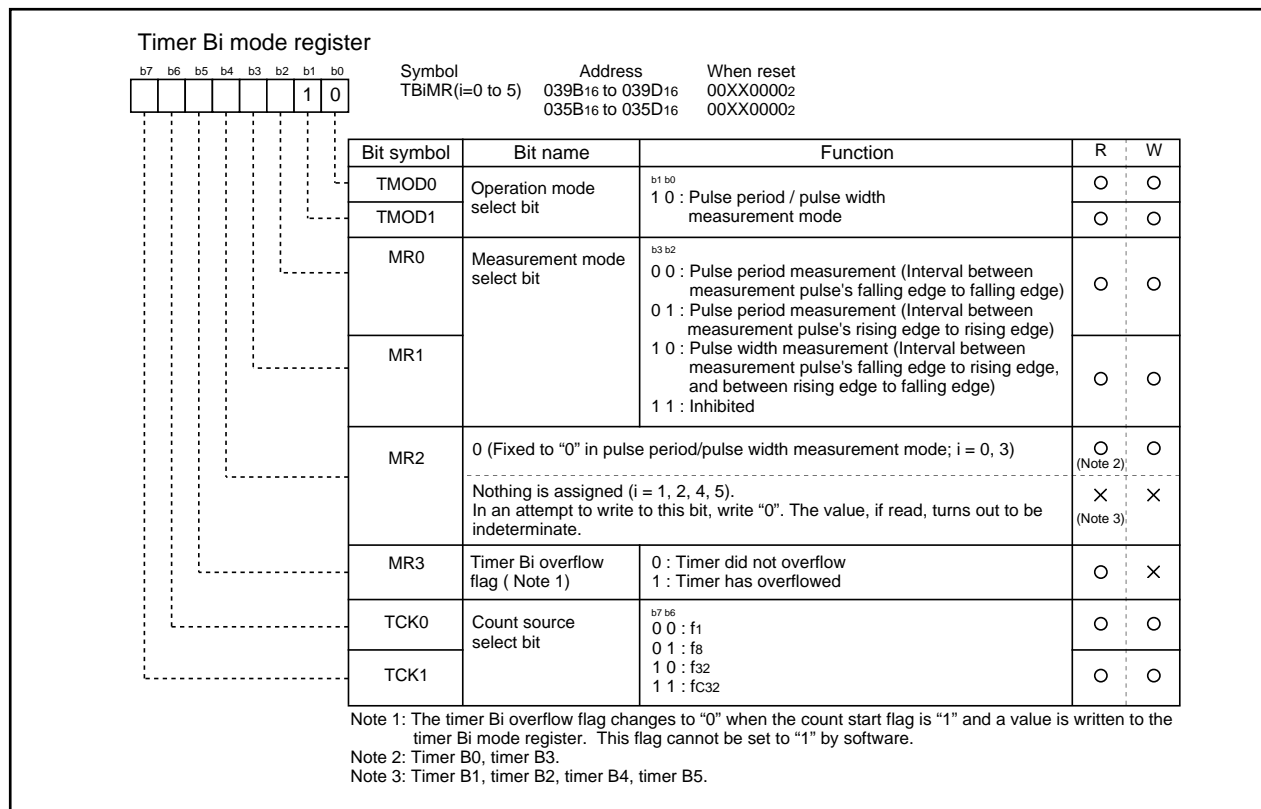 Timer Bi mode register
b7 b6 b5 b4 b3 b2 b1 b0
1 0
Symbol Address When reset
TBiMR(i=0 to 5) 039B16 to 039D16 00XX00002
035B16 to 035D16 00XX00002
Bit symbol Bit name Function R W
TMOD0 Operation mode select bit
TMOD1
b1 b0
1 0 : Pulse period / pulse width
measurement mode
MR0 Measurement mode
select bit
MR1
b3 b2
0 0 : Pulse period measurement (Interval between
measurement pulse's falling edge to falling edge)
0 1 : Pulse period measurement (Interval between
measurement pulse's rising edge to rising edge)
1 0 : Pulse width measurement (Interval between
measurement pulse's falling edge to rising edge,
and between rising edge to falling edge)
1 1 : Inhibited
MR2
0 (Fixed to “0” in pulse period/pulse width measurement mode; i = 0, 3)
(Note 2)
Nothing is assigned (i = 1, 2, 4, 5).
In an attempt to write to this bit, write “0”. The value, if read, turns out to be
indeterminate.
(Note 3)
MR3 Timer Bi overflow
flag ( Note 1)
0 : Timer did not overflow
1 : Timer has overflowed
TCK0 Count source
select bit
TCK1
b7 b6
0 0 : f1
0 1 : f8
1 0 : f32
1 1 : fC32
Note 1: The timer Bi overflow flag changes to “0” when the count start flag is “1” and a value is written to the
timer Bi mode register. This flag cannot be set to “1” by software.
Note 2: Timer B0, timer B3.
Note 3: Timer B1, timer B2, timer B4, timer B5.